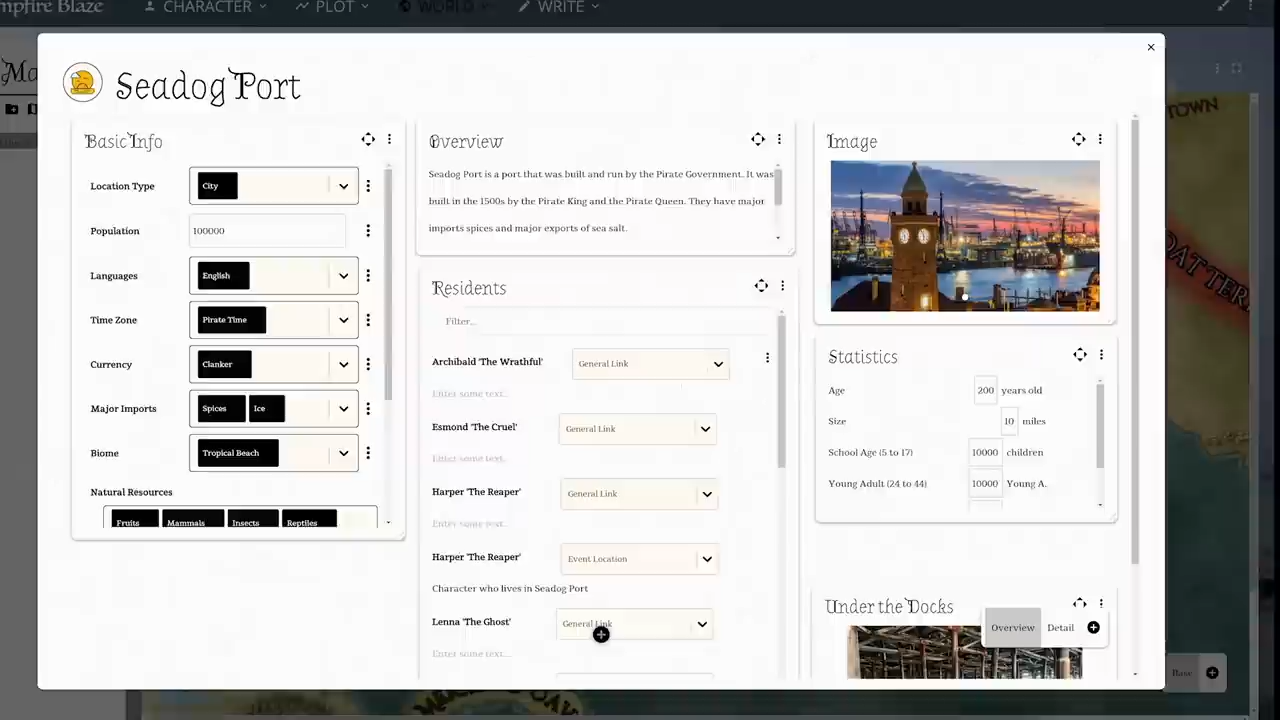 mpfire Blaze
CHARACTER
PLOT
WORLD
WRITE
Ma
Seadog Port
Basic Info
Location Type
City
Population
100000
Languages
English
Time Zone
Pirate Time
Currency
Clanker
Major Imports
Spices
Ice
Biome
Tropical Beach
Natural Resources
Fruits
Mammals
Insects
Reptiles
Overview
Seadog Port is a port that was built and run by the Pirate Government. It was
built in the 1500s by the Pirate King and the Pirate Queen. They have major
imports spices and major exports of sea salt.
Residents
Filter...
Archibald 'The Wrathful'
General Link
Enter some text...
Esmond 'The Cruel'
General Link
Enter some text...
Harper 'The Reaper'
General Link
Enter some text...
Harper 'The Reaper'
Event Location
Character who lives in Seadog Port
Lenna 'The Ghost'
General Link
Enter some text...
Image
Statistics
Age
200 years old
Size
10 miles
School Age (5 to 17)
10000 children
Young Adult (24 to 44)
10000 Young A.
Under the Docks
Overview
Detail
Base
OAT TER